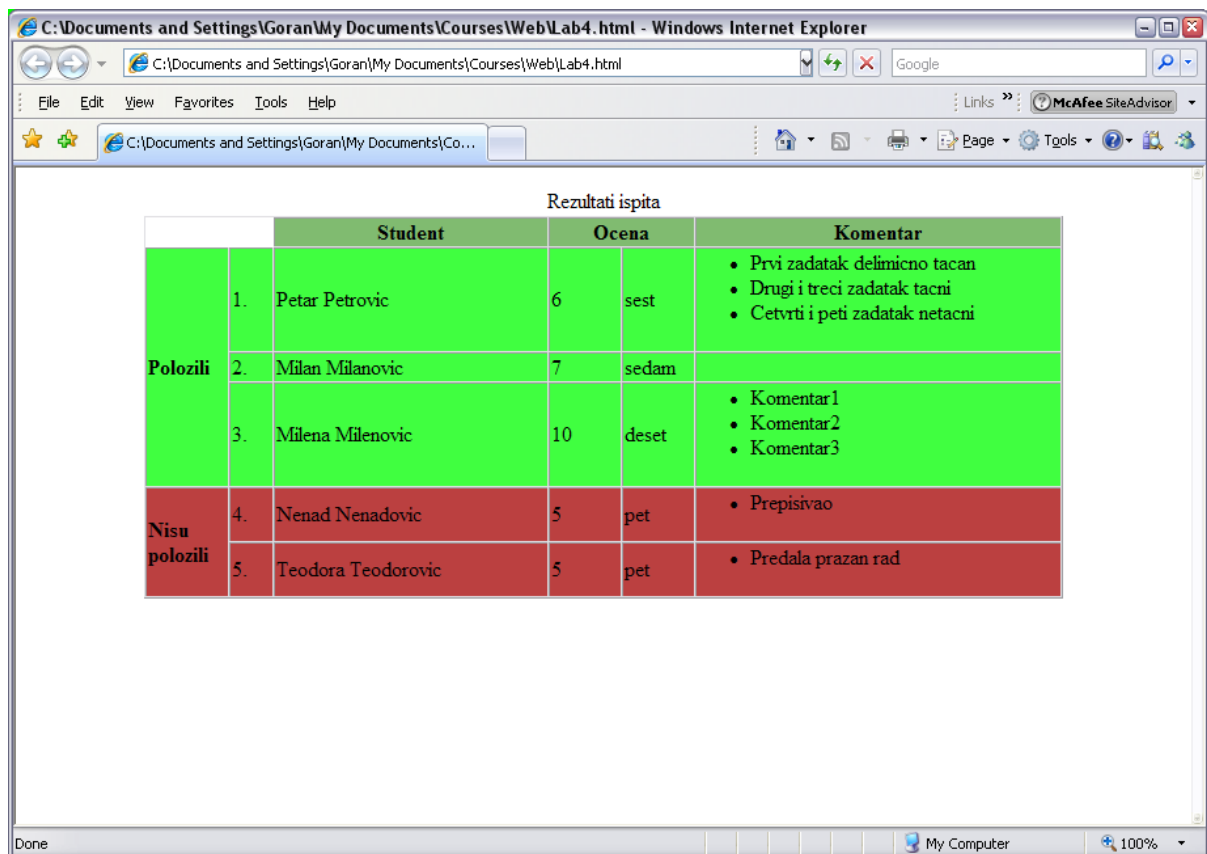 C:\Documents and Settings\Goran\My Documents\Courses\Web\Lab4.html - Windows Internet Explorer
C:\Documents and Settings\Goran\My Documents\Courses\Web\Lab4.html
Google
File Edit View Favorites Tools Help
Links » McAfee SiteAdvisor
C:\Documents and Settings\Goran\My Documents\Co...
Page Tools
Rezultati ispita
Student Ocena Komentar
Polozili
1. Petar Petrovic 6 sest
• Prvi zadatak delimicno tacan
• Drugi i treci zadatak tacni
• Cetvrti i peti zadatak netacni
2. Milan Milanovic 7 sedam
3. Milena Milenovic 10 deset
• Komentar1
• Komentar2
• Komentar3
Nisu
polozili
4. Nenad Nenadovic 5 pet
• Prepisivao
5. Teodora Teodorovic 5 pet
• Predala prazan rad
Done My Computer 100%